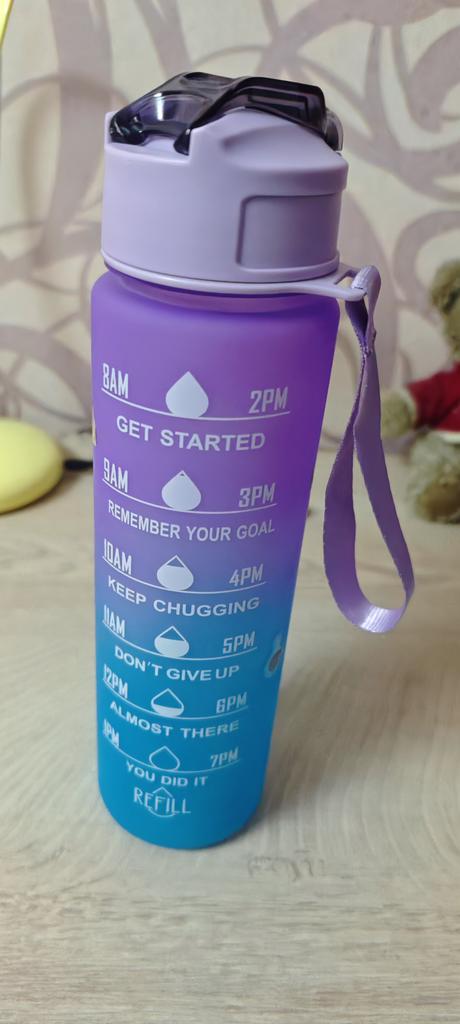 8AM 2PM
GET STARTED
9AM 3PM
REMEMBER YOUR GOAL
10AM 4PM
KEEP CHUGGING
11AM 5PM
DON'T GIVE UP
12PM 6PM
ALMOST THERE
1PM 7PM
YOU DID IT
REFILL